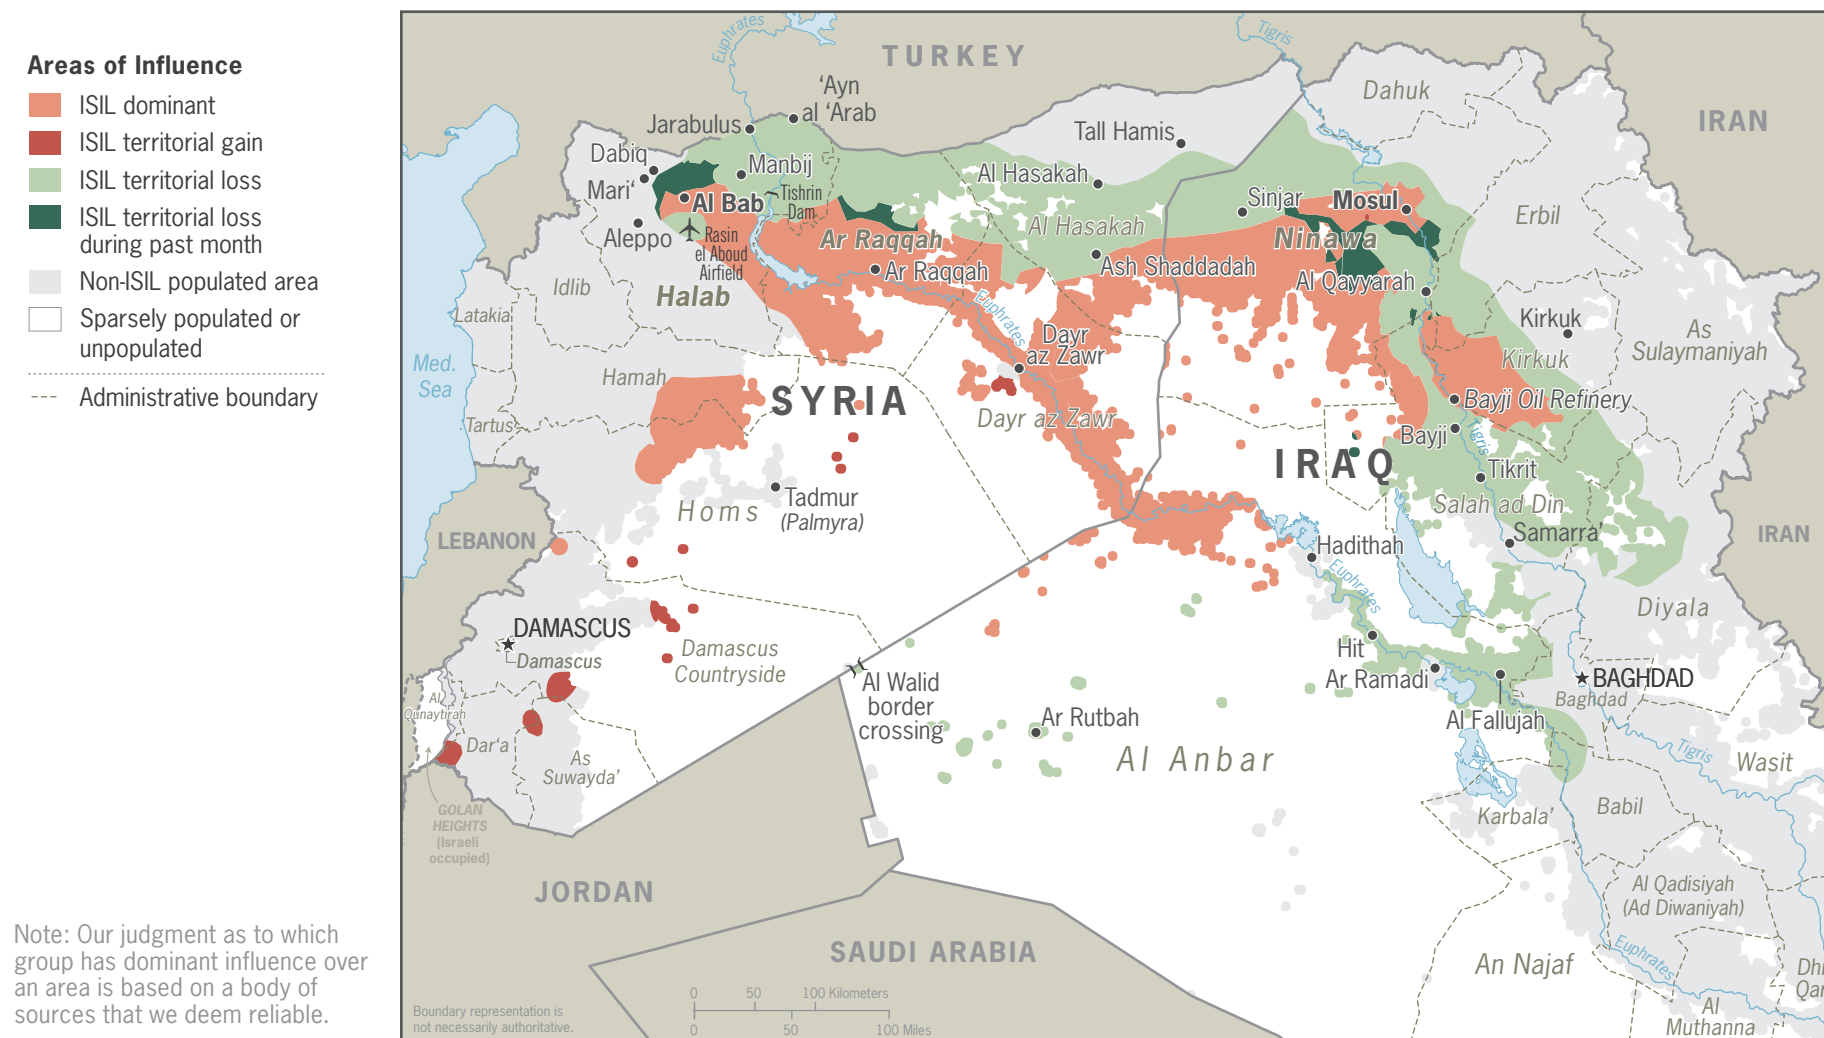 Areas of Influence
ISIL dominant
ISIL territorial gain
ISIL territorial loss
ISIL territorial loss
during past month
Non-ISIL populated area
Sparsely populated or
unpopulated
Administrative boundary
Note: Our judgment as to which
group has dominant influence over
an area is based on a body of
sources that we deem reliable.
Euphrates
TURKEY
Tigris
IRAN
Dahuk
‘Ayn
al ‘Arab
Jarabulus
Tall Hamis
Dabiq
Manbij
Al Hasakah
Mari‘
Al Bab
Tishrin
Dam
Sinjar
Mosul
Erbil
Aleppo
Rasin
el Aboud
Airfield
Ar Raqqah
Al Hasakah
Ninawa
Ar Raqqah
Ash Shaddadah
Al Qayyarah
Idlib
Halab
Latakia
Euphrates
Kirkuk
As
Sulaymaniyah
Dayr
az Zawr
Kirkuk
Med.
Sea
Hamah
SYRIA
Dayr az Zawr
Bayji Oil Refinery
Tartus
Bayji
Tigris
IRAQ
Tikrit
Tadmur
(Palmyra)
Homs
Salah ad Din
Samarra’
LEBANON
Hadithah
IRAN
Euphrates
Diyala
DAMASCUS
Damascus
Damascus
Countryside
Hit
Ar Ramadi
BAGHDAD
Baghdad
Al Walid
border
crossing
Ar Rutbah
Al Fallujah
Al
Qunaytirah
Dar‘a
As
Suwayda’
Al Anbar
Tigris
Wasit
GOLAN
HEIGHTS
(Israeli
occupied)
Karbala’
Babil
JORDAN
Al Qadisiyah
(Ad Diwaniyah)
SAUDI ARABIA
An Najaf
Euphrates
Dhi
Qar
Al
Muthanna
0 50 100 Kilometers
0 50 100 Miles
Boundary representation is
not necessarily authoritative.